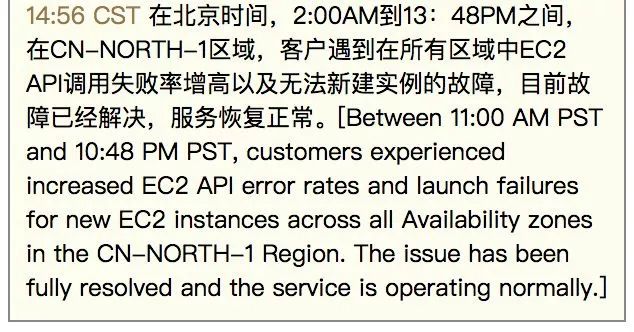 14:56 CST 在北京时间，2:00AM到13：48PM之间，
在CN-NORTH-1区域，客户遇到在所有区域中EC2
API调用失败率增高以及无法新建实例的故障，目前故
障已经解决，服务恢复正常。[Between 11:00 AM PST
and 10:48 PM PST, customers experienced
increased EC2 API error rates and launch failures
for new EC2 instances across all Availability zones
in the CN-NORTH-1 Region. The issue has been
fully resolved and the service is operating normally.]